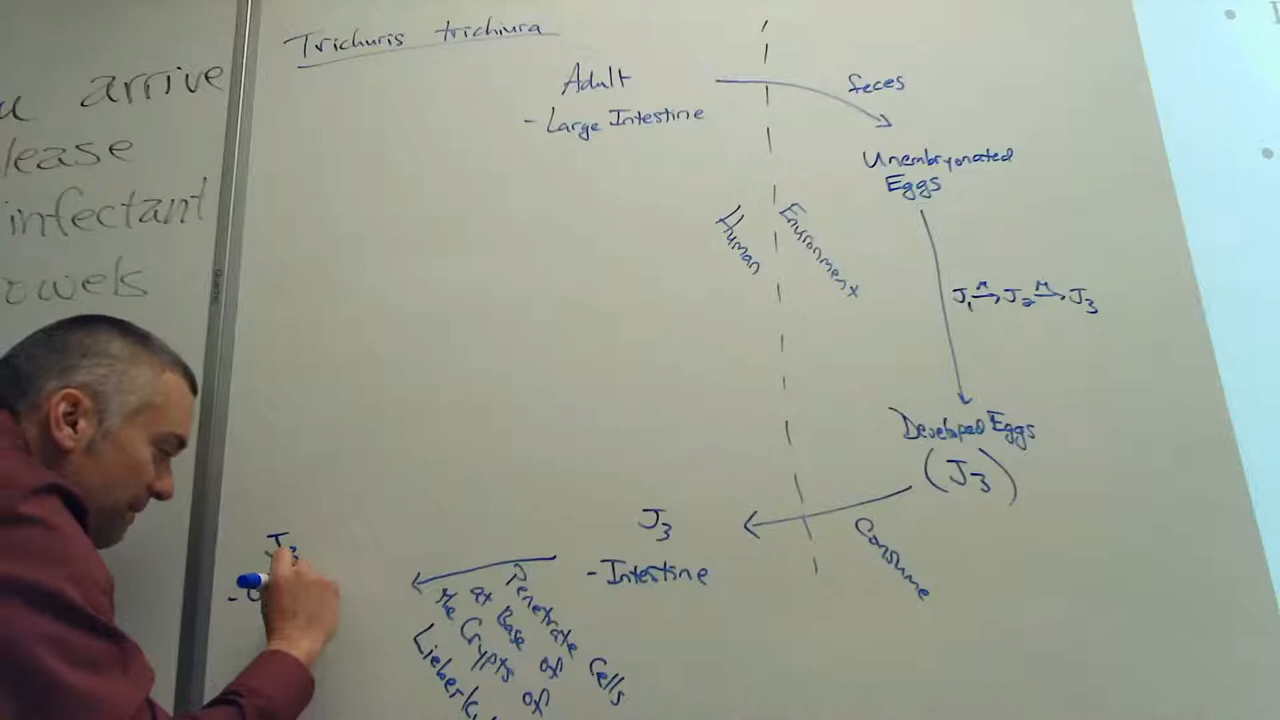 arrive
lease
infectant
owels
Trichuris trichiura
Adult
- Large Intestine
feces
Unembryonated
Eggs
Human
Environment
J1 M→ J2 M→ J3
Developed Eggs
(J3)
Consume
J3
- Intestine
Penetrate Cells
at Base of
the Crypts of
J3